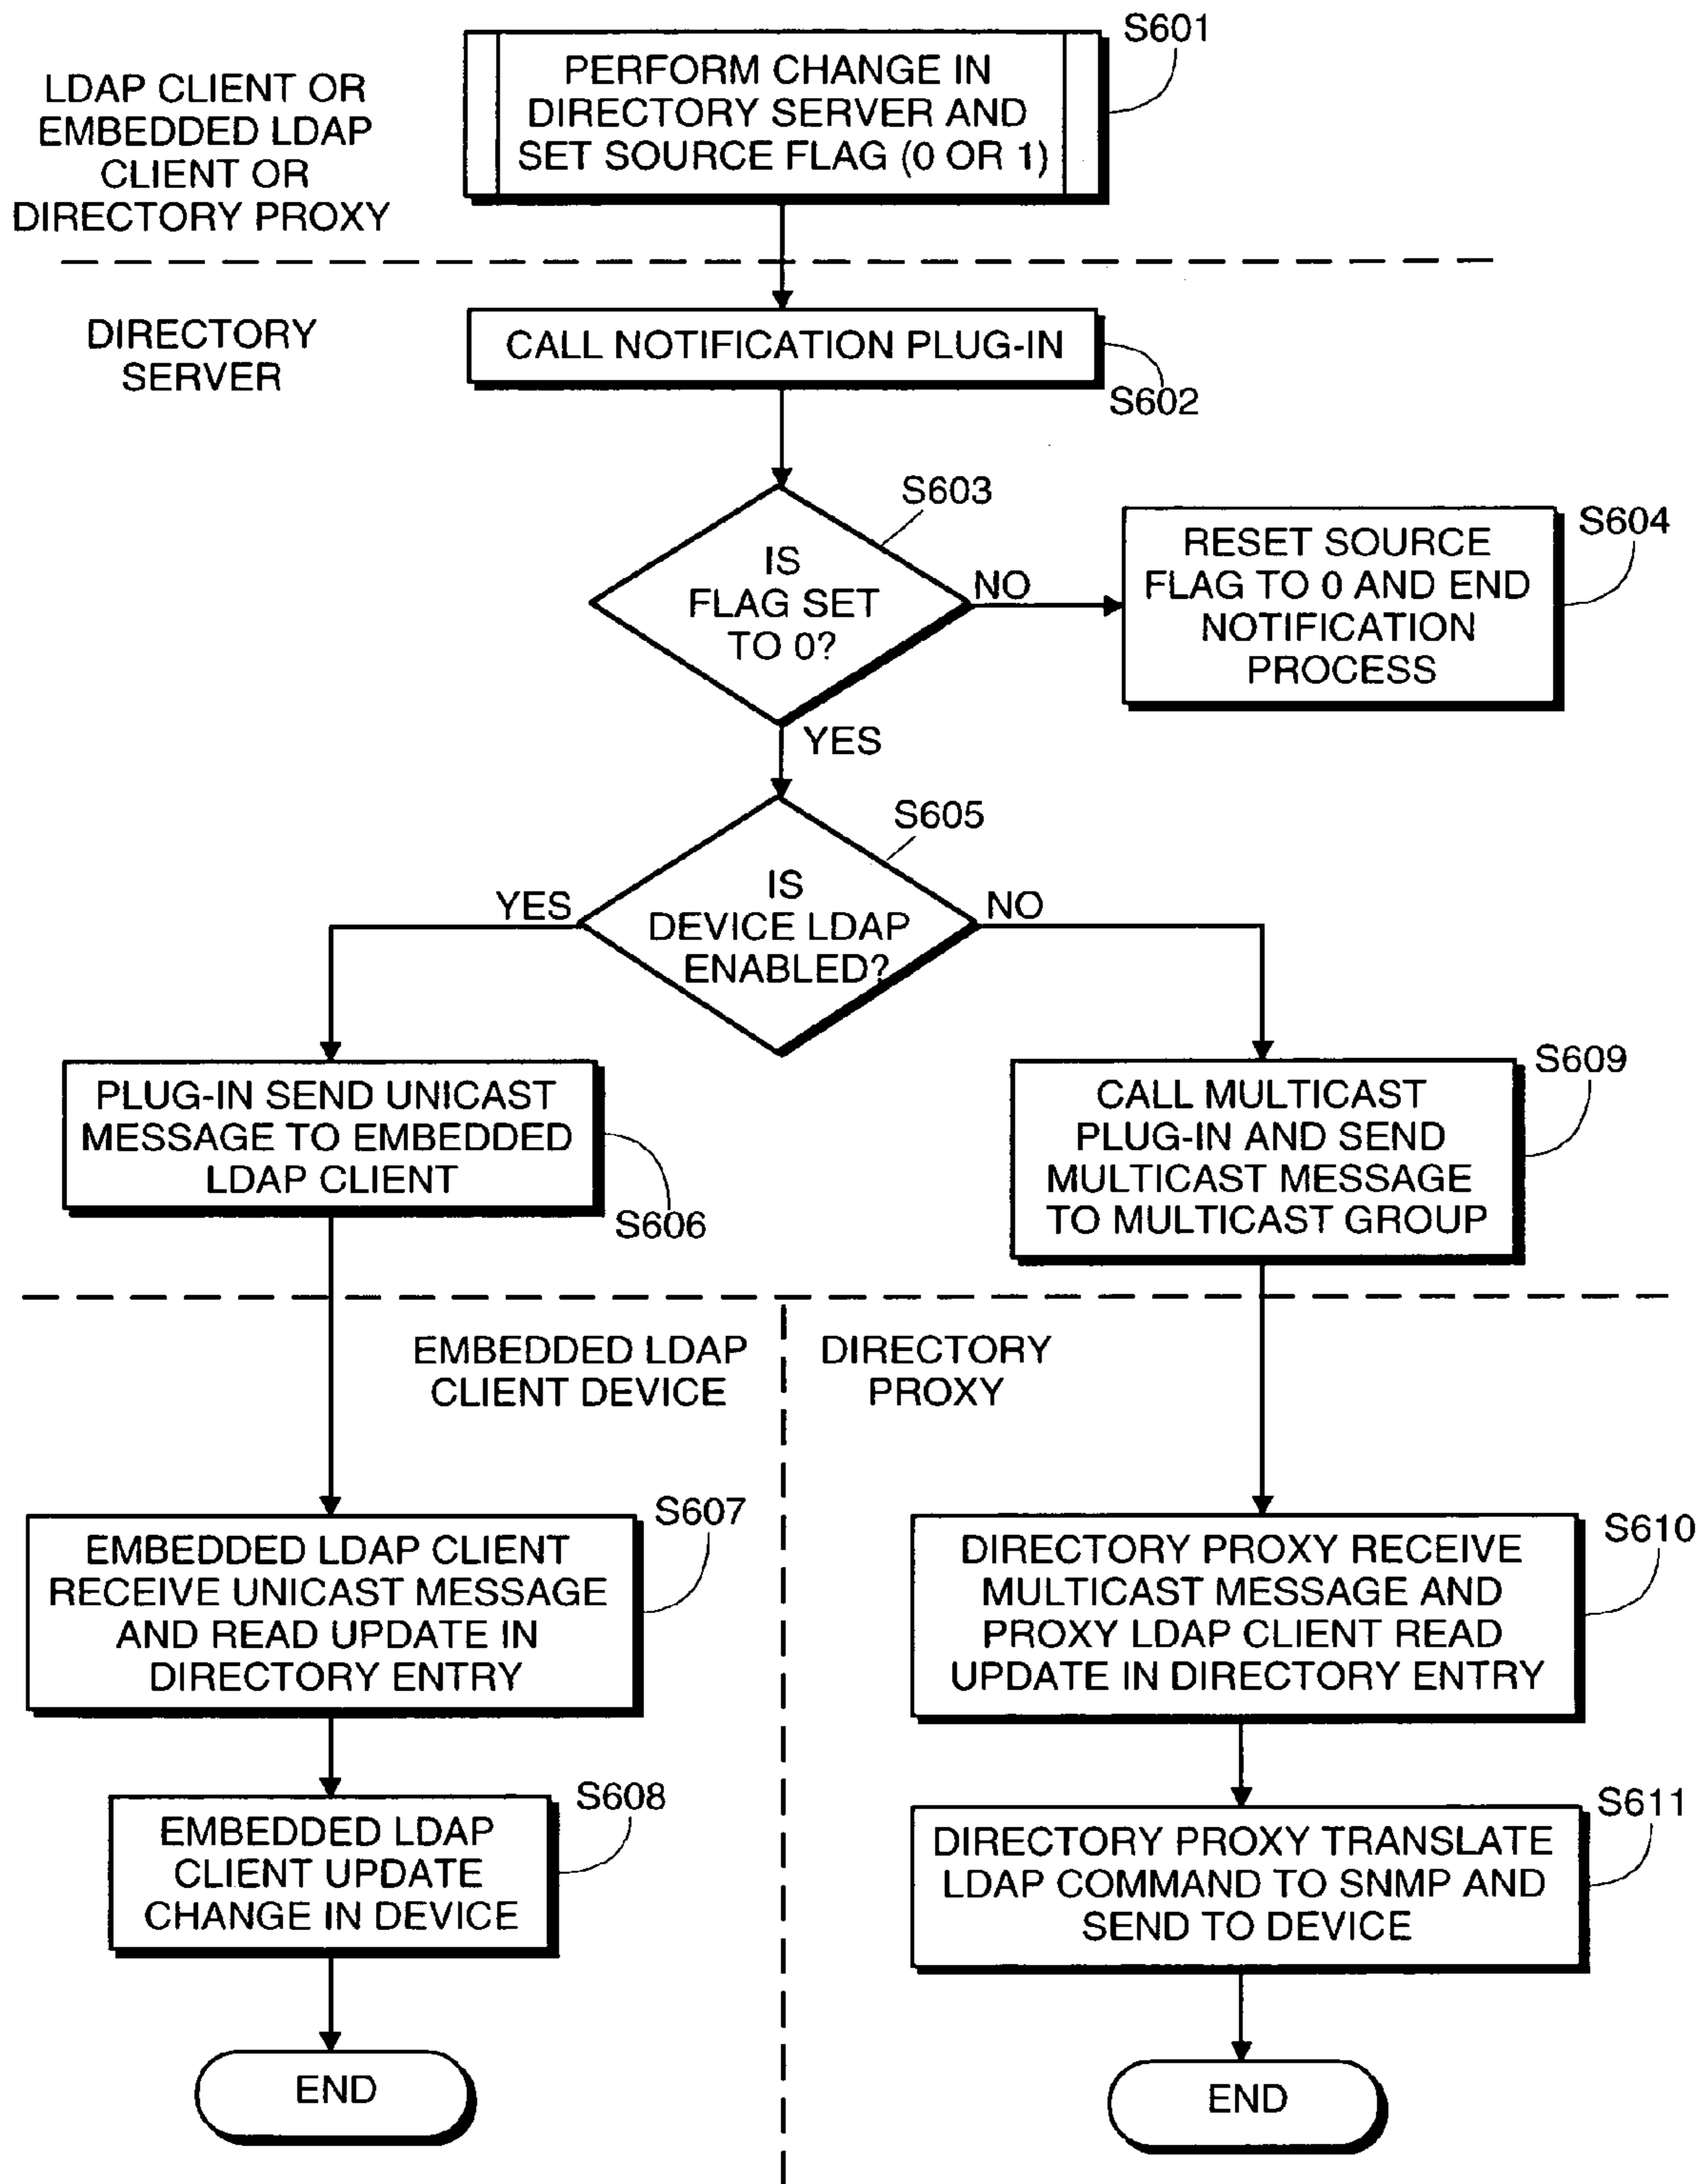 S601
PERFORM CHANGE IN
DIRECTORY SERVER AND
SET SOURCE FLAG (0 OR 1)
LDAP CLIENT OR
EMBEDDED LDAP
CLIENT OR
DIRECTORY PROXY
DIRECTORY
SERVER
CALL NOTIFICATION PLUG-IN
S602
S603
IS
FLAG SET
TO 0?
NO
S604
RESET SOURCE
FLAG TO 0 AND END
NOTIFICATION
PROCESS
YES
S605
IS
DEVICE LDAP
ENABLED?
YES
NO
PLUG-IN SEND UNICAST
MESSAGE TO EMBEDDED
LDAP CLIENT
S606
S609
CALL MULTICAST
PLUG-IN AND SEND
MULTICAST MESSAGE
TO MULTICAST GROUP
EMBEDDED LDAP
CLIENT DEVICE
DIRECTORY
PROXY
S607
EMBEDDED LDAP CLIENT
RECEIVE UNICAST MESSAGE
AND READ UPDATE IN
DIRECTORY ENTRY
S610
DIRECTORY PROXY RECEIVE
MULTICAST MESSAGE AND
PROXY LDAP CLIENT READ
UPDATE IN DIRECTORY ENTRY
S608
EMBEDDED LDAP
CLIENT UPDATE
CHANGE IN DEVICE
S611
DIRECTORY PROXY TRANSLATE
LDAP COMMAND TO SNMP AND
SEND TO DEVICE
END
END